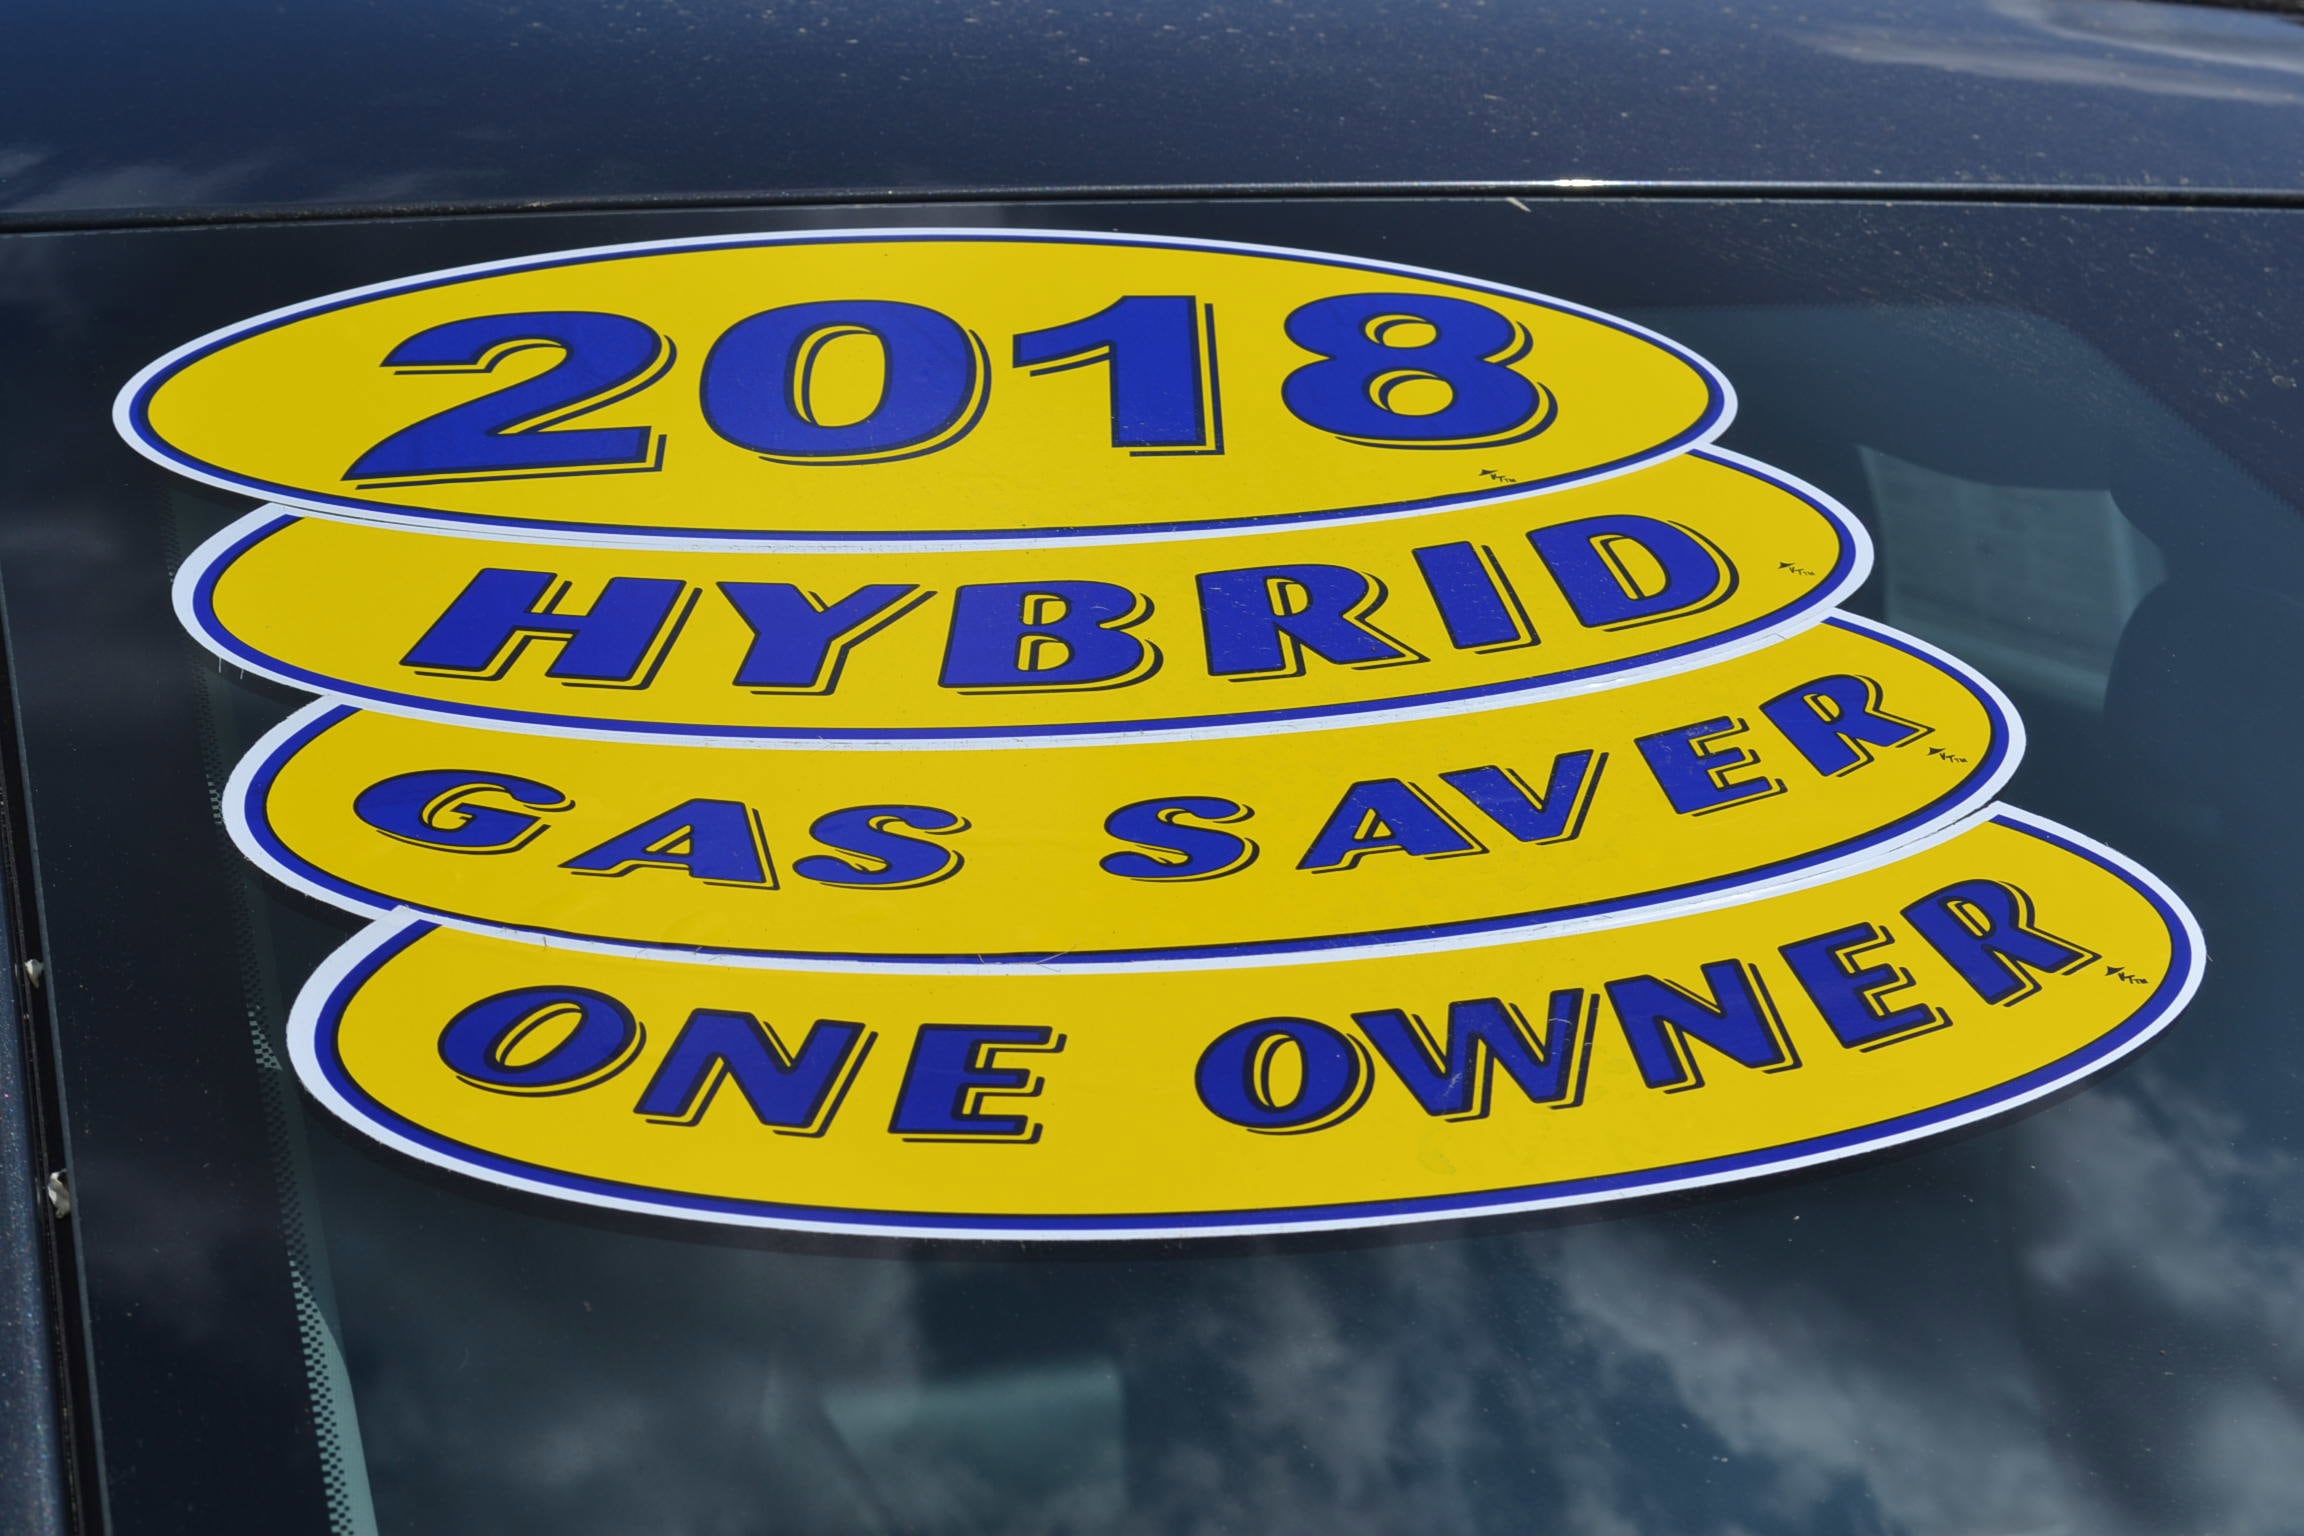 2018
HYBRID
GAS SAVER
ONE OWNER